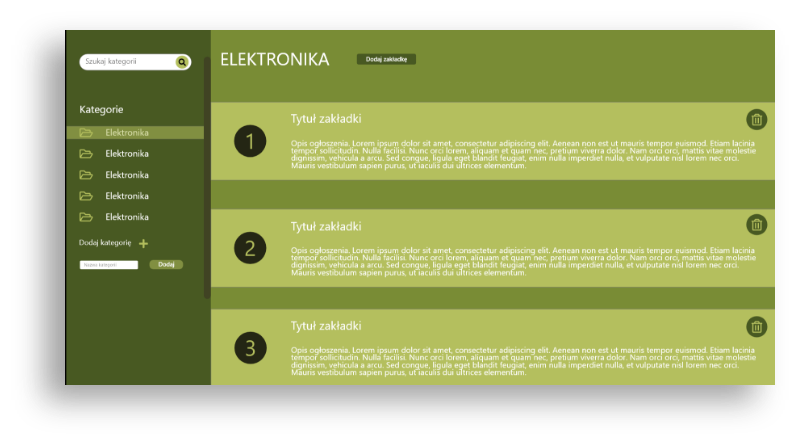 Szukaj kategorii
Kategorie
Elektronika
Elektronika
Elektronika
Elektronika
Elektronika
Dodaj kategorię
Nazwa kategorii
Dodaj
ELEKTRONIKA
Dodaj zakładkę
1
Tytuł zakładki
Opis ogłoszenia. Lorem ipsum dolor sit amet, consectetur adipiscing elit. Aenean non est ut mauris tempor euismod. Etiam lacinia
tempor sollicitudin. Nulla facilisi. Nunc orci lorem, aliquam et quam nec, pretium viverra dolor. Nam orci orci, mattis vitae molestie
dignissim, vehicula a arcu. Sed congue, ligula eget blandit feugiat, enim nulla imperdiet nulla, et vulputate nisl lorem nec orci.
Mauris vestibulum sapien purus, ut iaculis dui ultrices elementum.
2
Tytuł zakładki
Opis ogłoszenia. Lorem ipsum dolor sit amet, consectetur adipiscing elit. Aenean non est ut mauris tempor euismod. Etiam lacinia
tempor sollicitudin. Nulla facilisi. Nunc orci lorem, aliquam et quam nec, pretium viverra dolor. Nam orci orci, mattis vitae molestie
dignissim, vehicula a arcu. Sed congue, ligula eget blandit feugiat, enim nulla imperdiet nulla, et vulputate nisl lorem nec orci.
Mauris vestibulum sapien purus, ut iaculis dui ultrices elementum.
3
Tytuł zakładki
Opis ogłoszenia. Lorem ipsum dolor sit amet, consectetur adipiscing elit. Aenean non est ut mauris tempor euismod. Etiam lacinia
tempor sollicitudin. Nulla facilisi. Nunc orci lorem, aliquam et quam nec, pretium viverra dolor. Nam orci orci, mattis vitae molestie
dignissim, vehicula a arcu. Sed congue, ligula eget blandit feugiat, enim nulla imperdiet nulla, et vulputate nisl lorem nec orci.
Mauris vestibulum sapien purus, ut iaculis dui ultrices elementum.